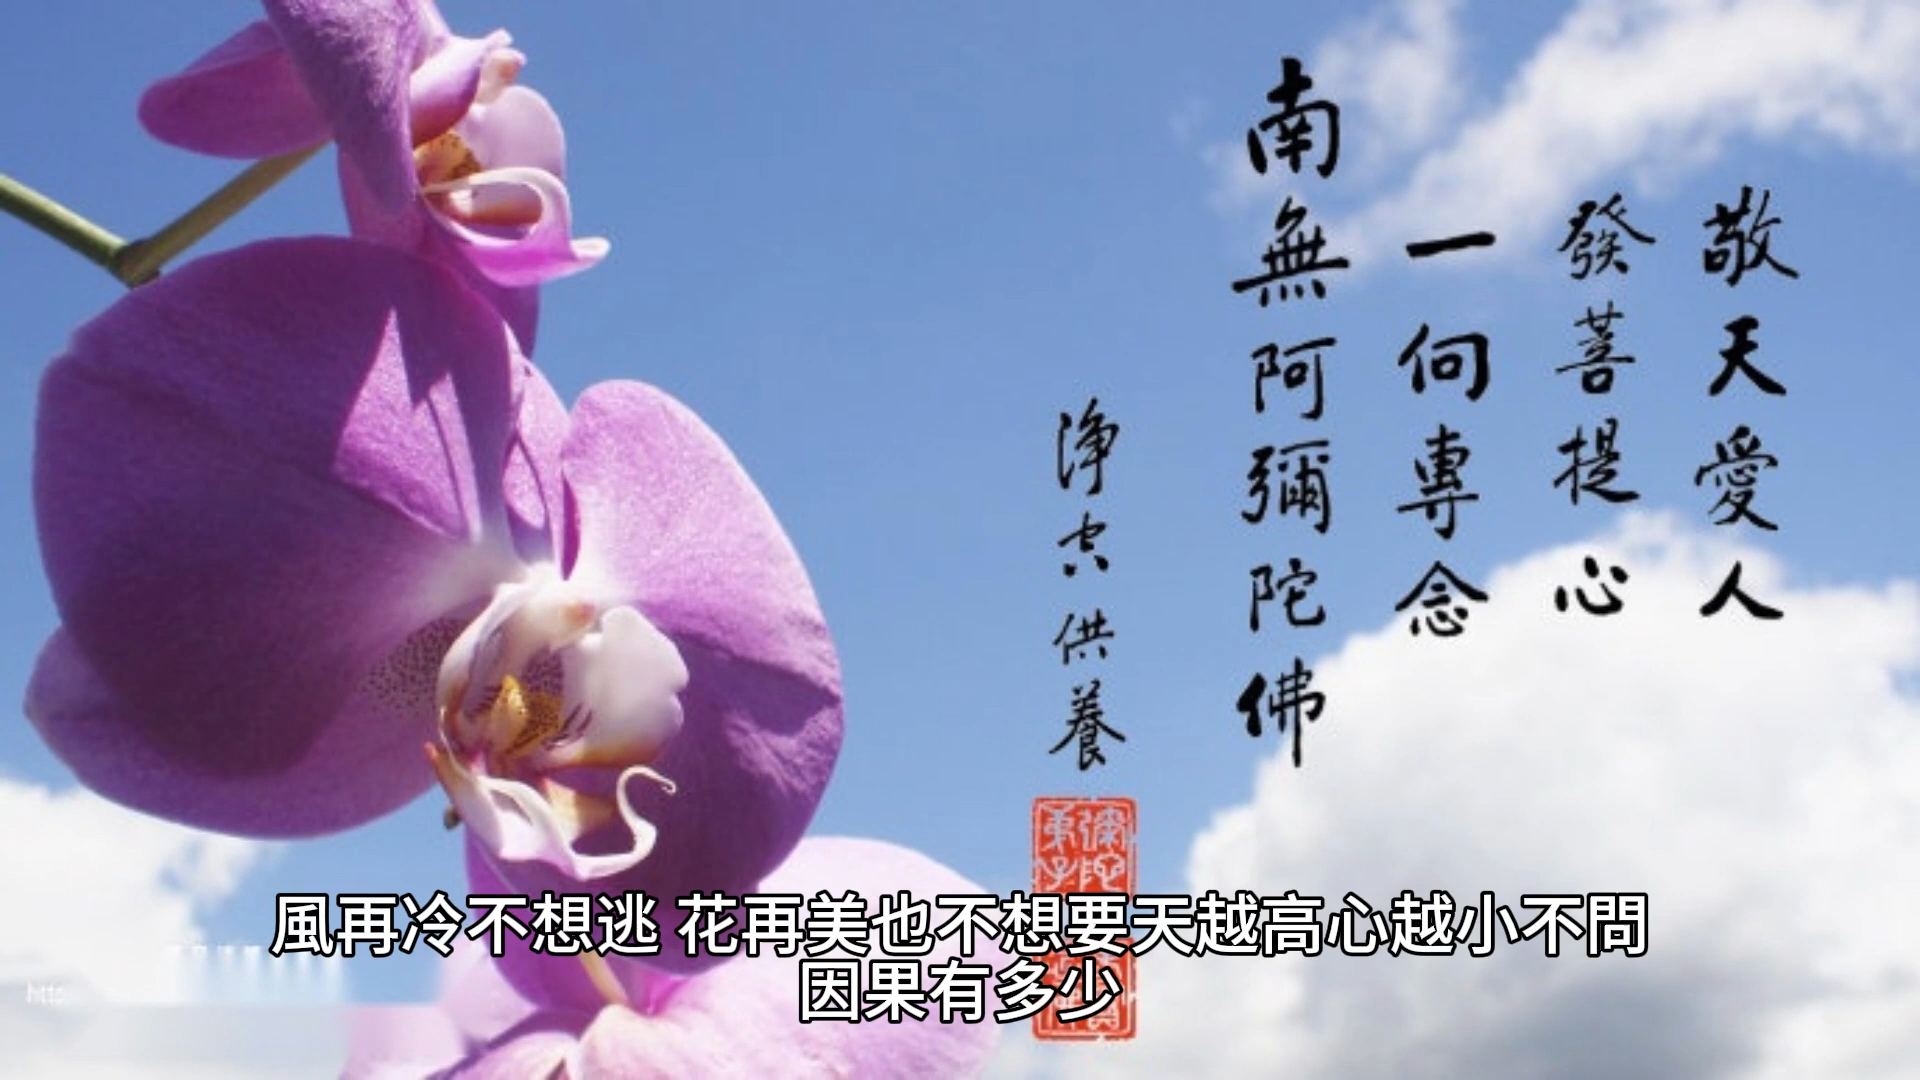 敬天愛人
發菩提心
一向專念
南無阿彌陀佛
淨空供養
風再冷不想逃 花再美也不想要天越高心越小不問
因果有多少